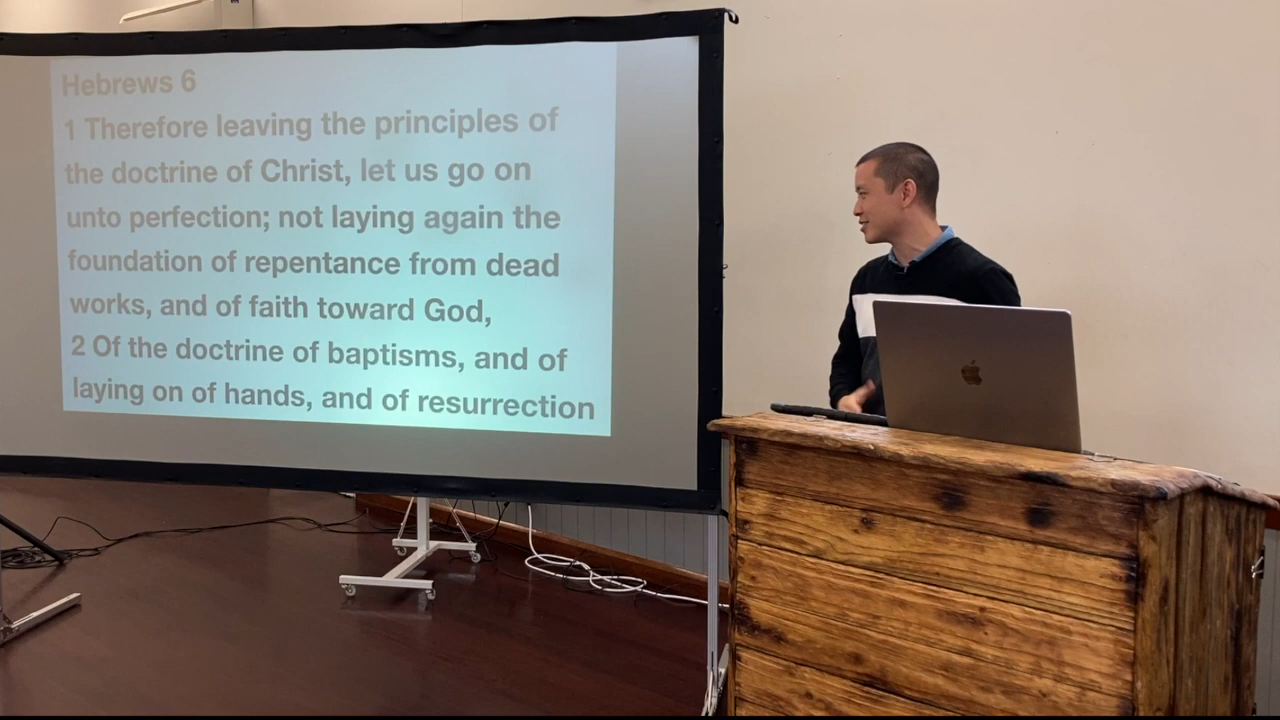 Hebrews 6
1 Therefore leaving the principles of
the doctrine of Christ, let us go on
unto perfection; not laying again the
foundation of repentance from dead
works, and of faith toward God,
2 Of the doctrine of baptisms, and of
laying on of hands, and of resurrection